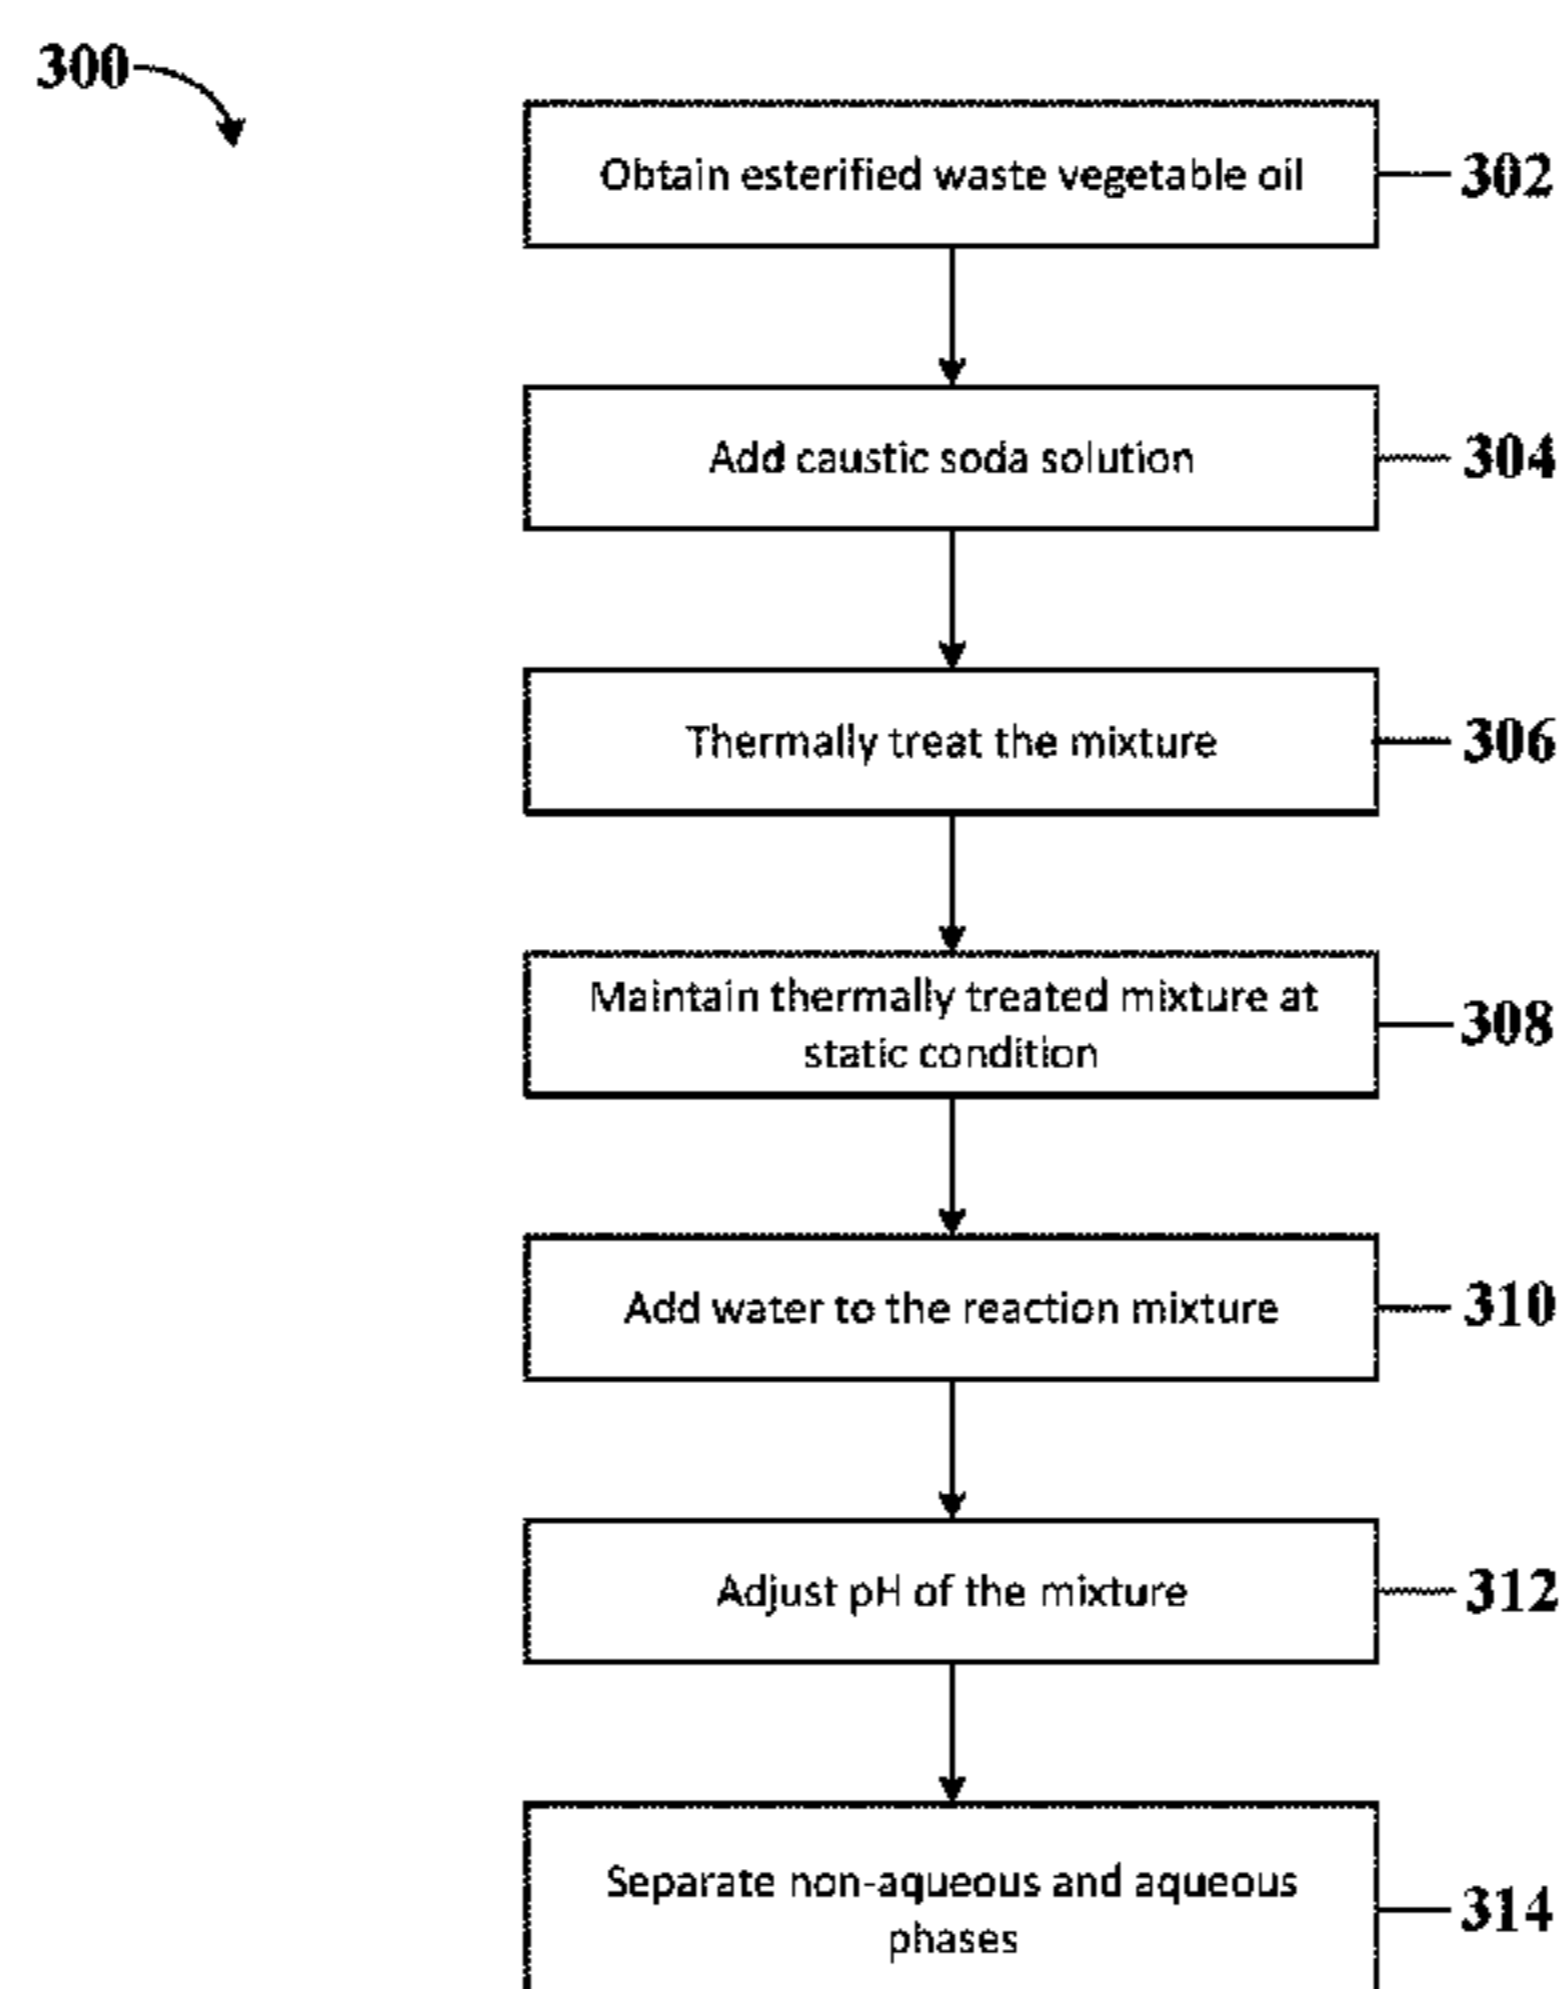 300
Obtain esterified waste vegetable oil
302
Add caustic soda solution
304
Thermally treat the mixture
306
Maintain thermally treated mixture at
static condition
308
Add water to the reaction mixture
310
Adjust pH of the mixture
312
Separate non-aqueous and aqueous
phases
314